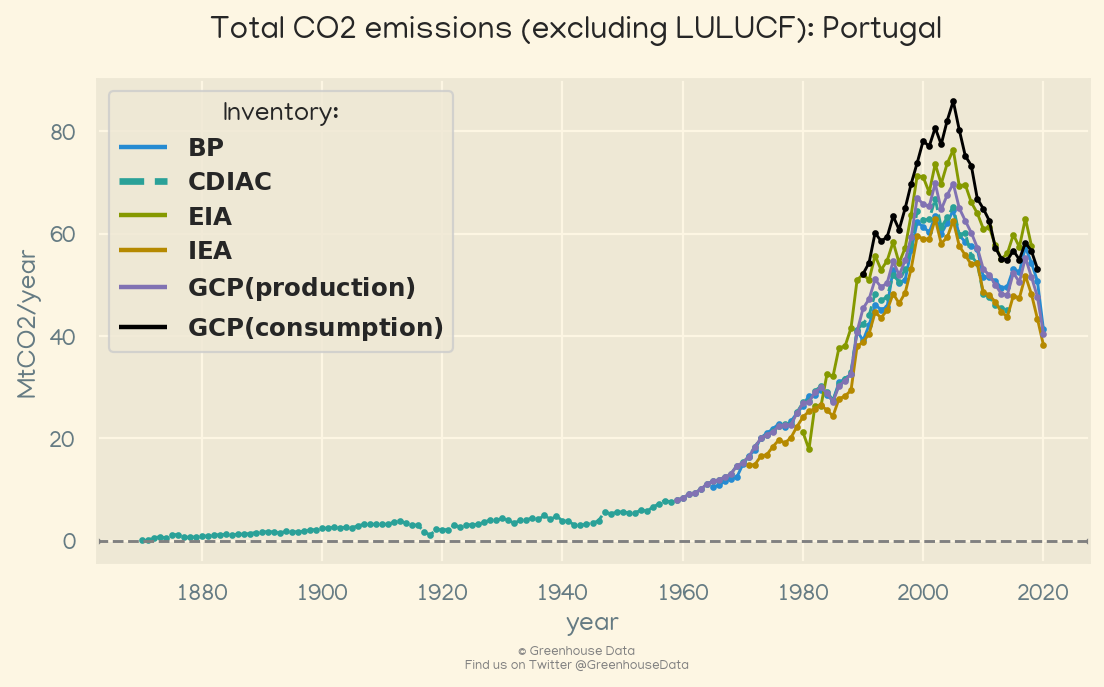 Total CO2 emissions (excluding LULUCF): Portugal
Inventory:
BP
CDIAC
EIA
IEA
GCP(production)
GCP(consumption)
MtCO2/year
80
60
40
20
0
1880 1900 1920 1940 1960 1980 2000 2020
year
© Greenhouse Data
Find us on Twitter @GreenhouseData